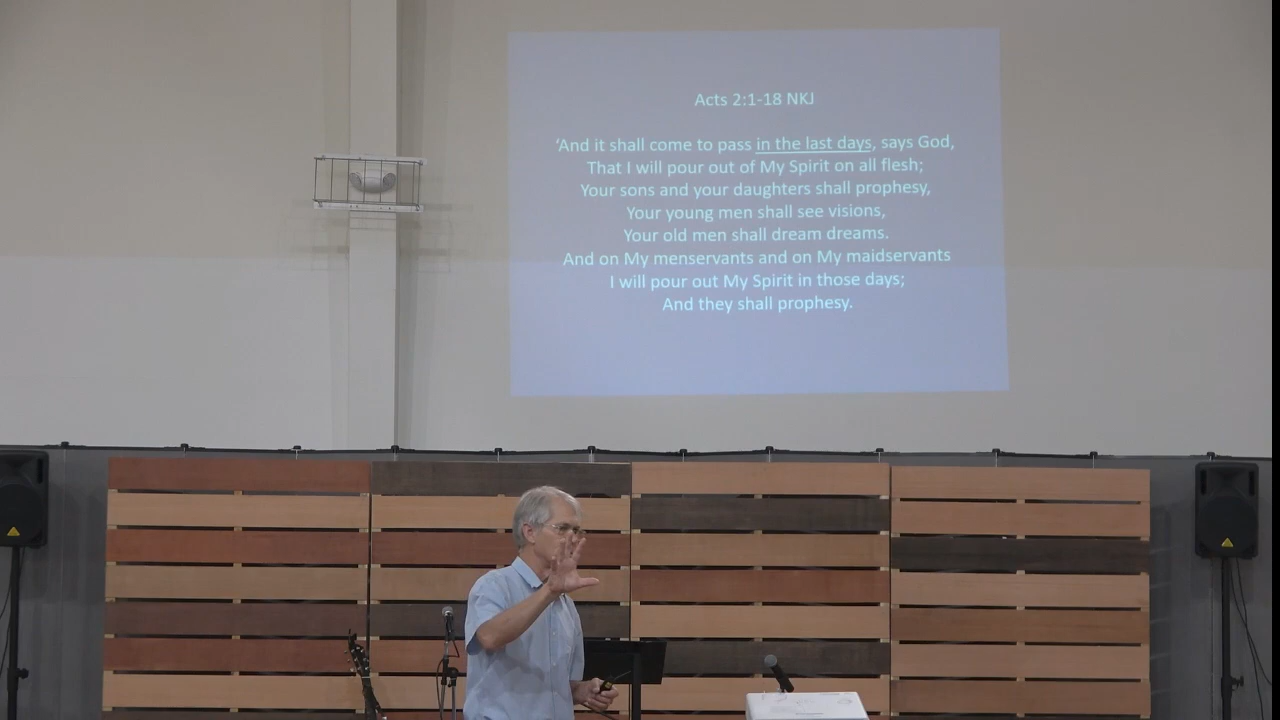 Acts 2:1-18 NKJ
‘And it shall come to pass in the last days, says God,
That I will pour out of My Spirit on all flesh;
Your sons and your daughters shall prophesy,
Your young men shall see visions,
Your old men shall dream dreams.
And on My menservants and on My maidservants
I will pour out My Spirit in those days;
And they shall prophesy.